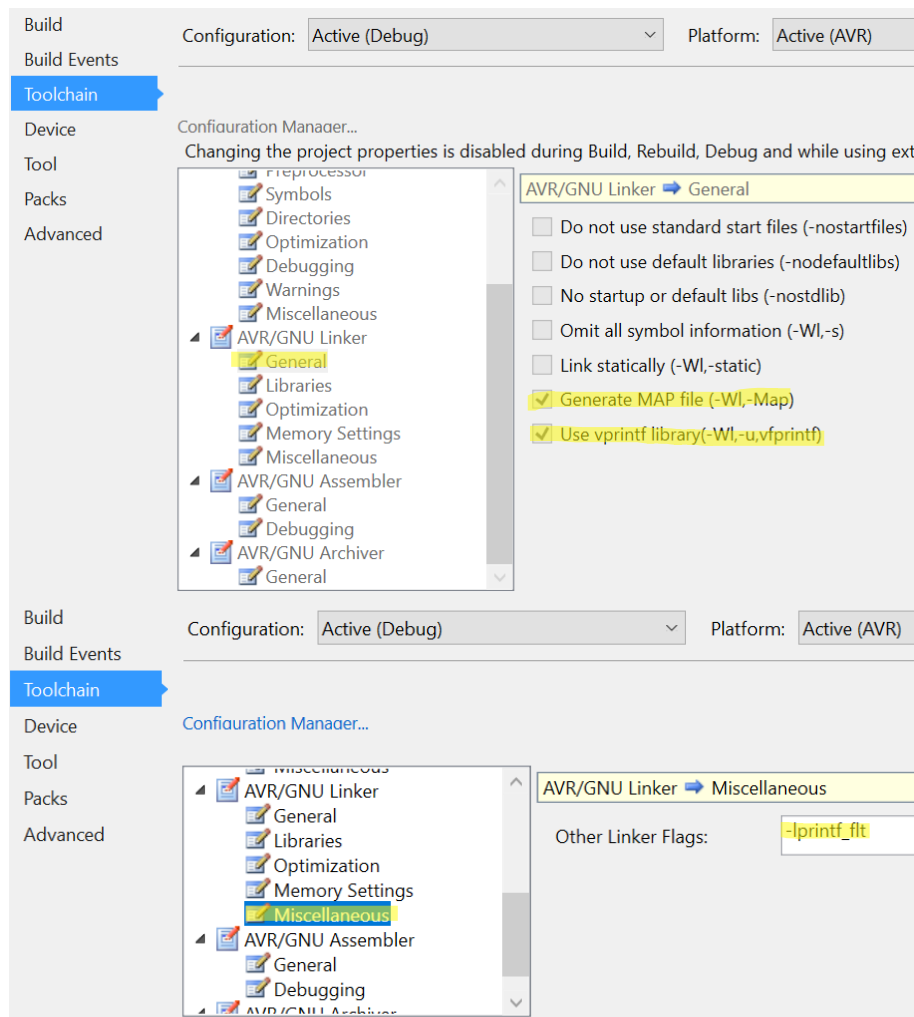 Build
Configuration: Active (Debug) Platform: Active (AVR)
Build Events
Toolchain
Device
Configuration Manager...
Changing the project properties is disabled during Build, Rebuild, Debug and while using ext
Tool
Packs
Advanced
Preprocessor
Symbols
Directories
Optimization
Debugging
Warnings
Miscellaneous
AVR/GNU Linker
General
Libraries
Optimization
Memory Settings
Miscellaneous
AVR/GNU Assembler
General
Debugging
AVR/GNU Archiver
General
AVR/GNU Linker General
Do not use standard start files (-nostartfiles)
Do not use default libraries (-nodefaultlibs)
No startup or default libs (-nostdlib)
Omit all symbol information (-Wl,-s)
Link statically (-Wl,-static)
Generate MAP file (-Wl,-Map)
Use vprintf library(-Wl,-u,vfprintf)
Build
Configuration: Active (Debug) Platform: Active (AVR)
Build Events
Toolchain
Device
Configuration Manager...
Tool
Packs
Advanced
Miscellaneous
AVR/GNU Linker
General
Libraries
Optimization
Memory Settings
Miscellaneous
AVR/GNU Assembler
General
Debugging
AVR/GNU Archiver
AVR/GNU Linker Miscellaneous
Other Linker Flags: -lprintf_flt